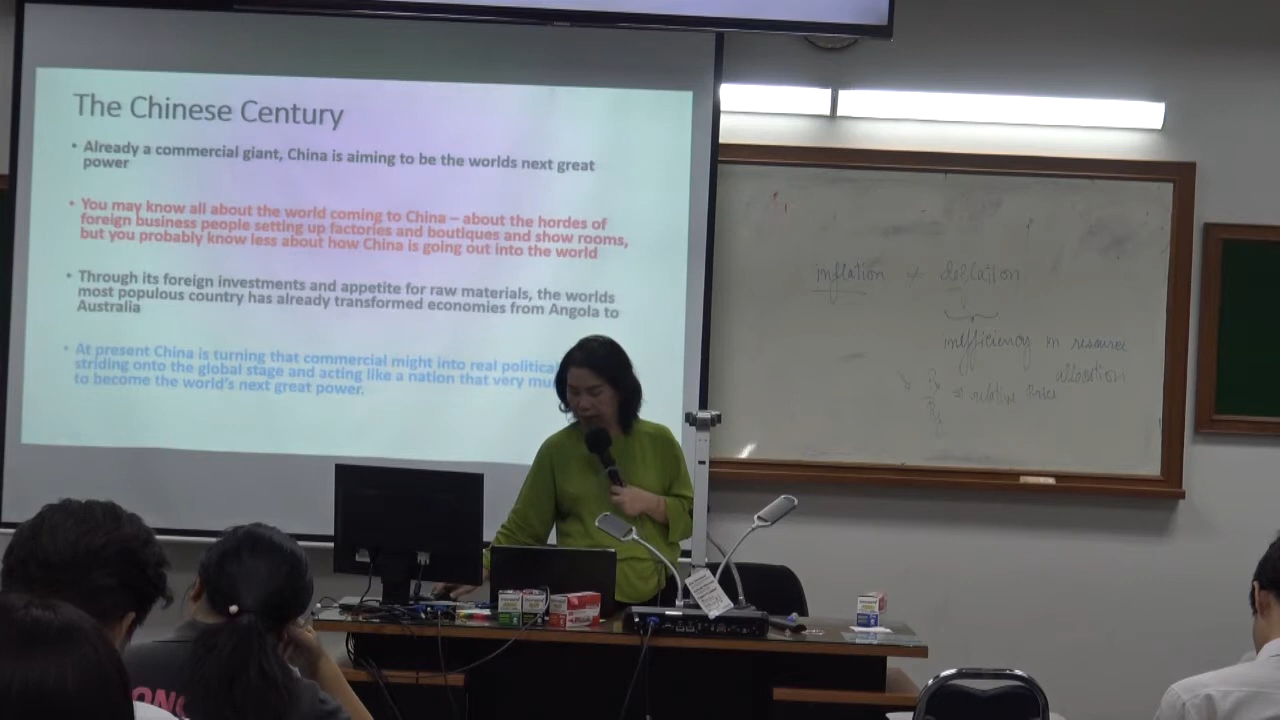 The Chinese Century
• Already a commercial giant, China is aiming to be the worlds next great
power
• You may know all about the world coming to China – about the hordes of
foreign business people setting up factories and boutiques and show rooms,
but you probably know less about how China is going out into the world
• Through its foreign investments and appetite for raw materials, the worlds
most populous country has already transformed economies from Angola to
Australia
• At present China is turning that commercial might into real political
striding onto the global stage and acting like a nation that very
to become the world's next great power.
inflation ≠
inefficiency in resource
allocation
⇒ relative Price
ONG